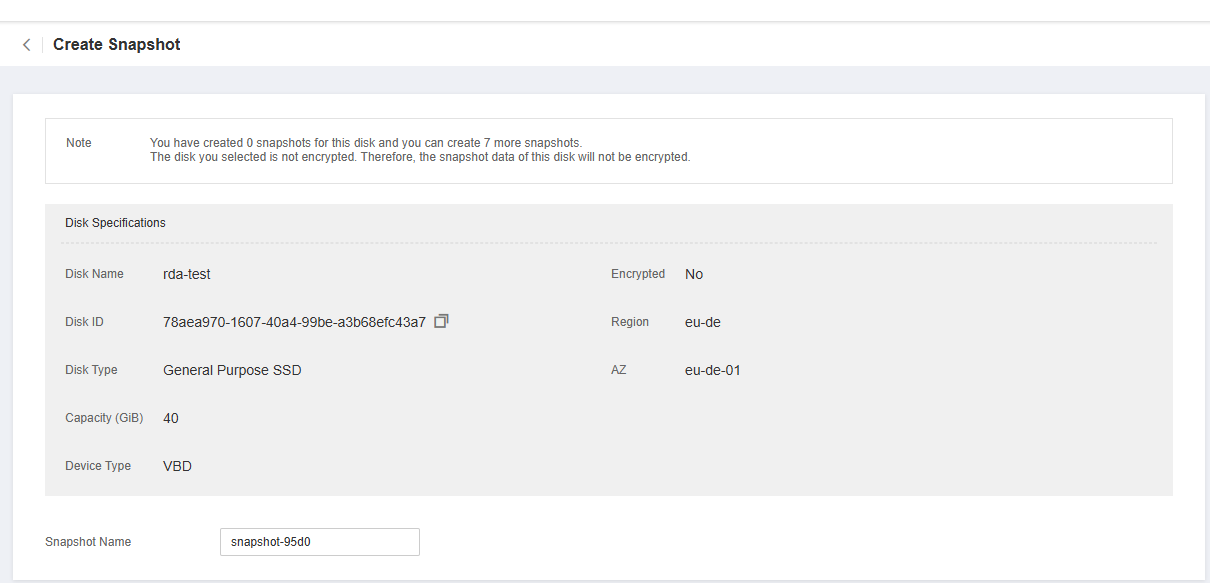 Create Snapshot
Note
You have created 0 snapshots for this disk and you can create 7 more snapshots.
The disk you selected is not encrypted. Therefore, the snapshot data of this disk will not be encrypted.
Disk Specifications
Disk Name rda-test
Encrypted No
Disk ID 78aea970-1607-40a4-99be-a3b68efc43a7
Region eu-de
Disk Type General Purpose SSD
AZ eu-de-01
Capacity (GiB) 40
Device Type VBD
Snapshot Name snapshot-95d0